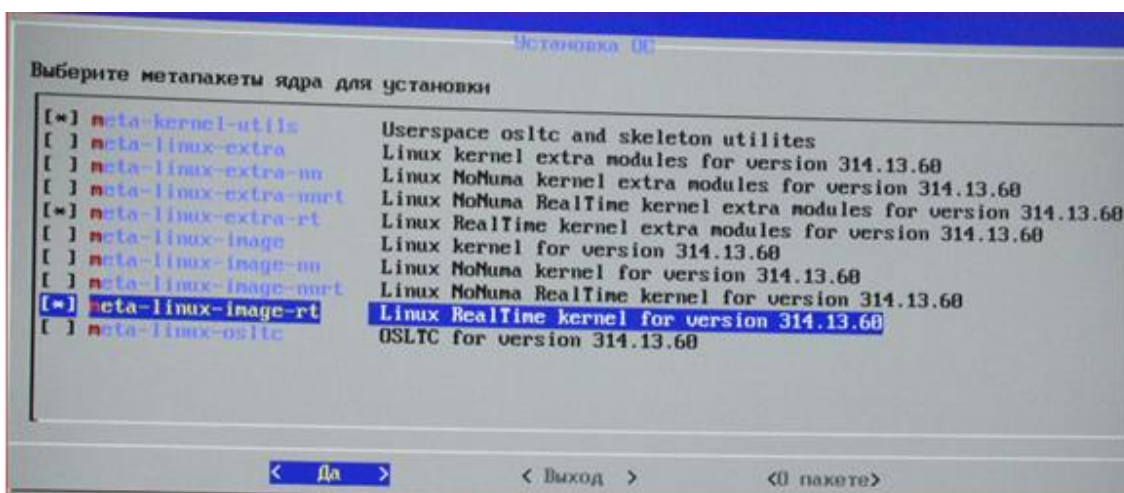 Установка ОС
Выберите метапакеты ядра для установки
[*] meta-kernel-utils Userspace osltc and skeleton utilites
[ ] meta-linux-extra Linux kernel extra modules for version 314.13.60
[ ] meta-linux-extra-nn Linux NoNuma kernel extra modules for version 314.13.60
[ ] meta-linux-extra-nnrt Linux NoNuma RealTime kernel extra modules for version 314.13.60
[*] meta-linux-extra-rt Linux RealTime kernel extra modules for version 314.13.60
[ ] meta-linux-image Linux kernel for version 314.13.60
[ ] meta-linux-image-nn Linux NoNuma kernel for version 314.13.60
[ ] meta-linux-image-nnrt Linux NoNuma RealTime kernel for version 314.13.60
[*] meta-linux-image-rt Linux RealTime kernel for version 314.13.60
[ ] meta-linux-osltc OSLTC for version 314.13.60
< Да > < Выход > <О пакете>